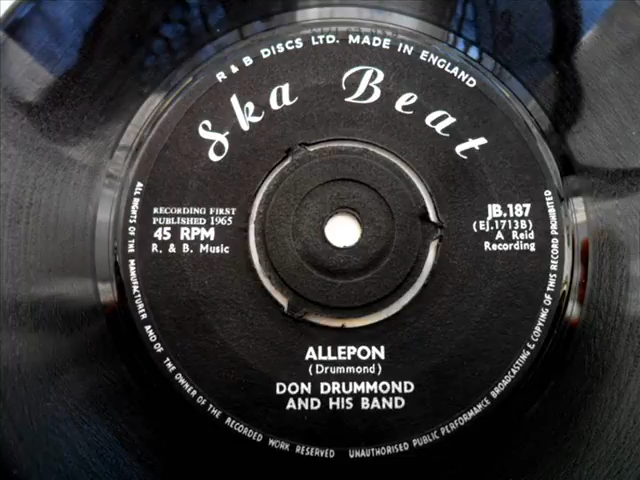 R & B DISCS LTD. MADE IN ENGLAND
Ska Beat
RECORDING FIRST
PUBLISHED 1965
45 RPM
R. & B. Music
JB.187
(EJ.1713B)
A Reid
Recording
ALLEPON
(Drummond)
DON DRUMMOND
AND HIS BAND
ALL RIGHTS OF THE MANUFACTURER AND OF THE OWNER OF THE RECORDED WORK RESERVED UNAUTHORISED PUBLIC PERFORMANCE BROADCASTING & COPYING OF THIS RECORD PROHIBITED